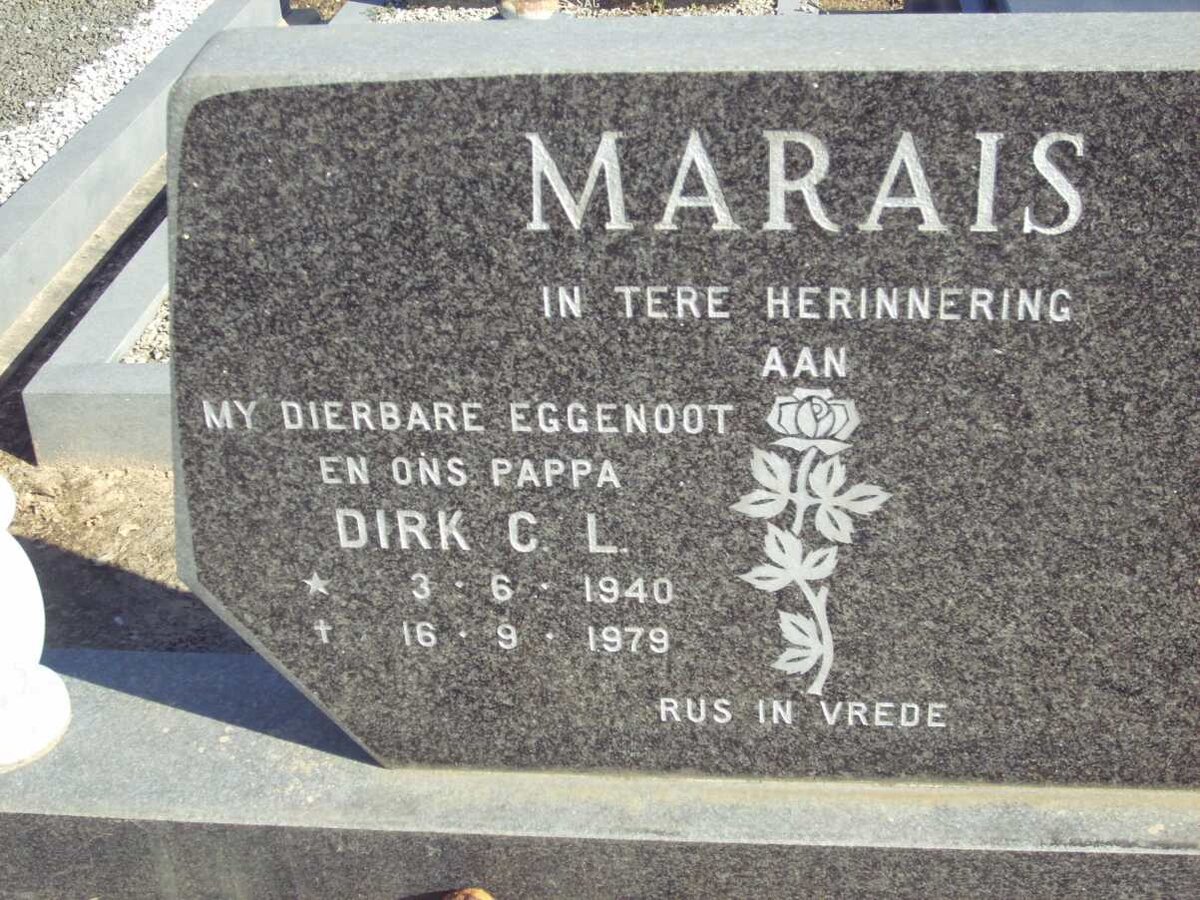 MARAIS
IN TERE HERINNERING
AAN
MY DIERBARE EGGENOOT
EN ONS PAPPA
DIRK C. L.
★ 3 · 6 · 1940
† 16 · 9 · 1979
RUS IN VREDE